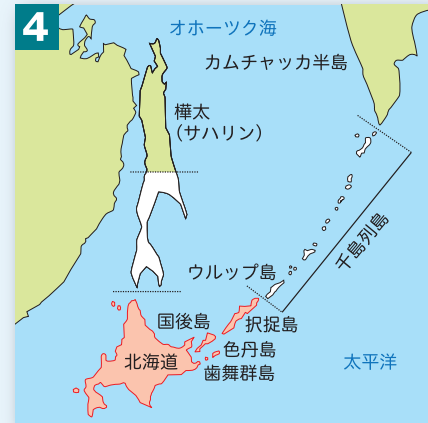 4
オホーツク海
カムチャッカ半島
樺太
（サハリン）
千島列島
ウルップ島
国後島
択捉島
北海道
色丹島
歯舞群島
太平洋